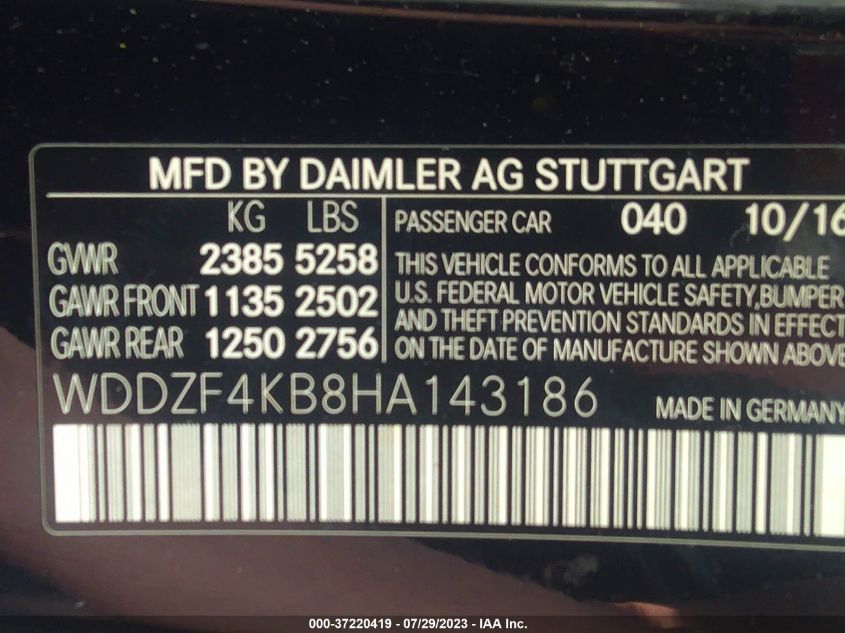 MFD BY DAIMLER AG STUTTGART
KG LBS
GVWR 2385 5258
GAWR FRONT 1135 2502
GAWR REAR 1250 2756
PASSENGER CAR 040 10/16
THIS VEHICLE CONFORMS TO ALL APPLICABLE
U.S. FEDERAL MOTOR VEHICLE SAFETY,BUMPER
AND THEFT PREVENTION STANDARDS IN EFFECT
ON THE DATE OF MANUFACTURE SHOWN ABOVE
WDDZF4KB8HA143186 MADE IN GERMANY
000-37220419 / 07/29/2023 - IAA Inc.